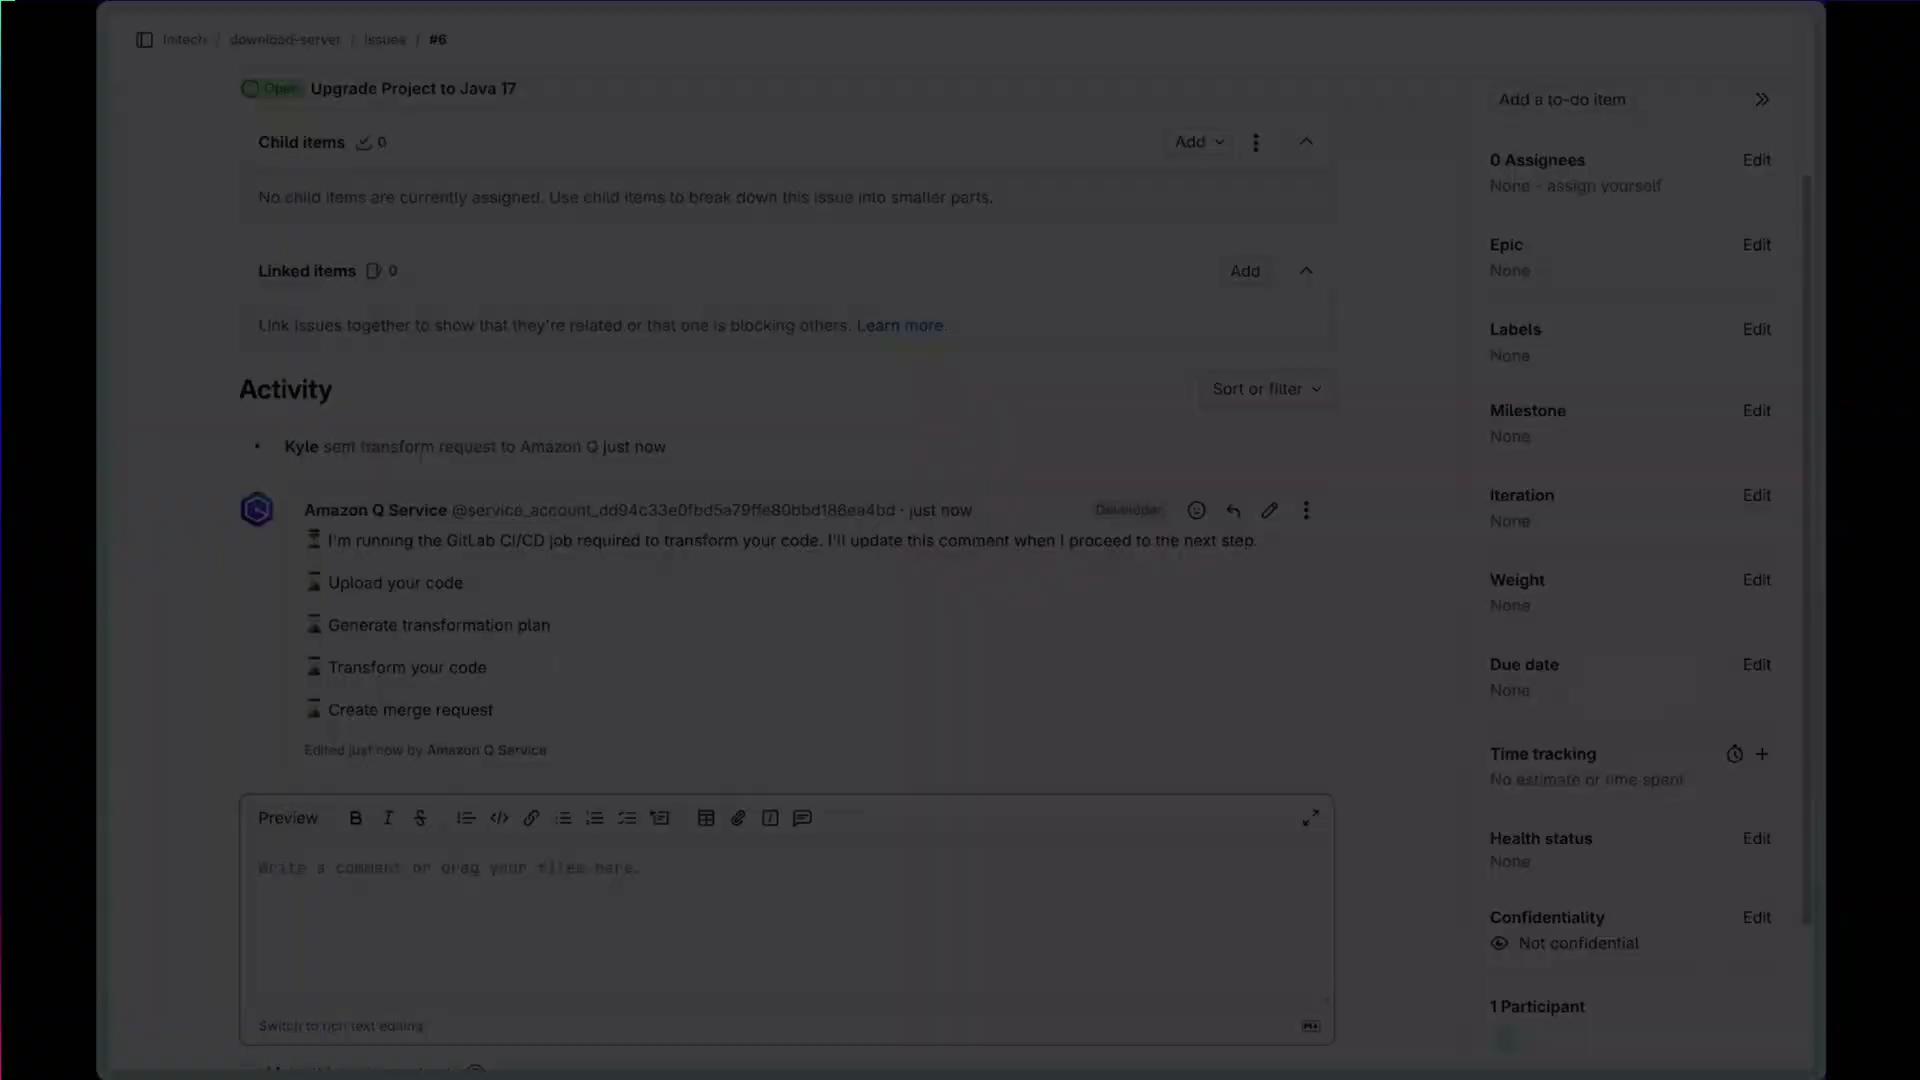 Initech / download-server / Issues / #6
Open Upgrade Project to Java 17
Add a to-do item
Child items 0
Add
No child items are currently assigned. Use child items to break down this issue into smaller parts.
Linked items 0
Add
Link issues together to show that they're related or that one is blocking others. Learn more.
Activity
Sort or filter
Kyle sent transform request to Amazon Q just now
Amazon Q Service @service_account_dd94c33e0fbd5a79ffe80bbd186ea4bd · just now
Developer
I'm running the GitLab CI/CD job required to transform your code. I'll update this comment when I proceed to the next step.
Upload your code
Generate transformation plan
Transform your code
Create merge request
Edited just now by Amazon Q Service
Preview
Write a comment or drag your files here.
Switch to rich text editing
0 Assignees
Edit
None - assign yourself
Epic
Edit
None
Labels
Edit
None
Milestone
Edit
None
Iteration
Edit
None
Weight
Edit
None
Due date
Edit
None
Time tracking
No estimate or time spent
Health status
Edit
None
Confidentiality
Edit
Not confidential
1 Participant